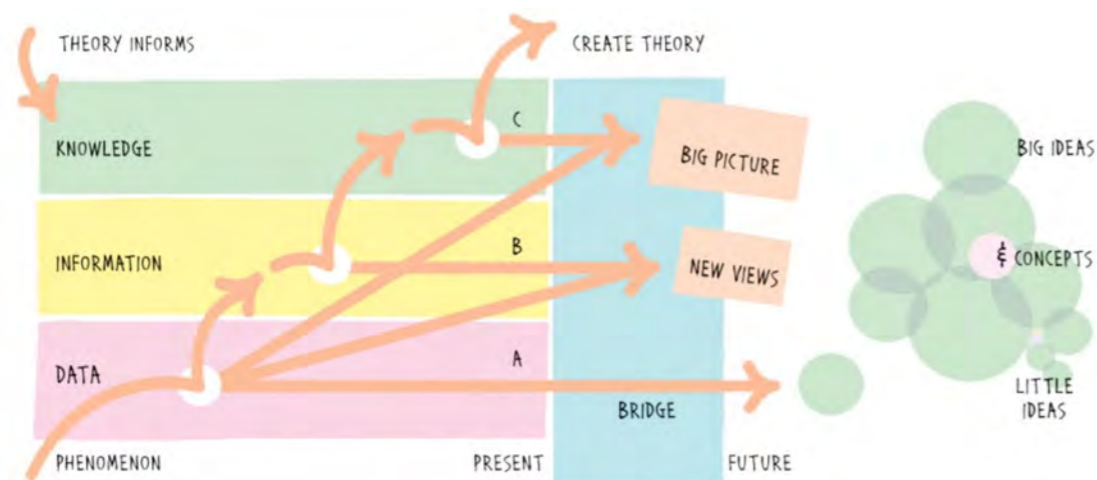 THEORY INFORMS
CREATE THEORY
KNOWLEDGE
C
BIG PICTURE
BIG IDEAS
INFORMATION
B
NEW VIEWS
& CONCEPTS
DATA
A
BRIDGE
LITTLE
IDEAS
PHENOMENON
PRESENT
FUTURE